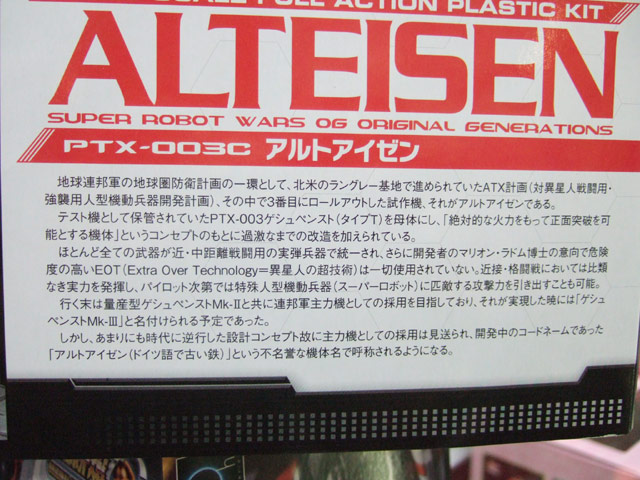 SCALE FULL ACTION PLASTIC KIT
ALTEISEN
SUPER ROBOT WARS OG ORIGINAL GENERATIONS
PTX-003C アルトアイゼン
地球連邦軍の地球圏防衛計画の一環として、北米のラングレー基地で進められていたATX計画(対異星人戦闘用・
強襲用人型機動兵器開発計画)、その中で3番目にロールアウトした試作機、それがアルトアイゼンである。
テスト機として保管されていたPTX-003ゲシュペンスト(タイプT)を母体にし、「絶対的な火力をもって正面突破を可
能とする機体」というコンセプトのもとに過激なまでの改造を加えられている。
ほとんど全ての武器が近・中距離戦闘用の実弾兵器で統一され、さらに開発者のマリオン・ラドム博士の意向で危険
度の高いEOT(Extra Over Technology=異星人の超技術)は一切使用されていない。近接・格闘戦においては比類
なき実力を発揮し、パイロット次第では特殊人型機動兵器(スーパーロボット)に匹敵する攻撃力を引き出すことも可能。
行く末は量産型ゲシュペンストMk-Ⅱと共に連邦軍主力機としての採用を目指しており、それが実現した暁には「ゲシュ
ペンストMk-Ⅲ」と名付けられる予定であった。
しかし、あまりにも時代に逆行した設計コンセプト故に主力機としての採用は見送られ、開発中のコードネームであった
「アルトアイゼン(ドイツ語で古い鉄)」という不名誉な機体名で呼称されるようになる。